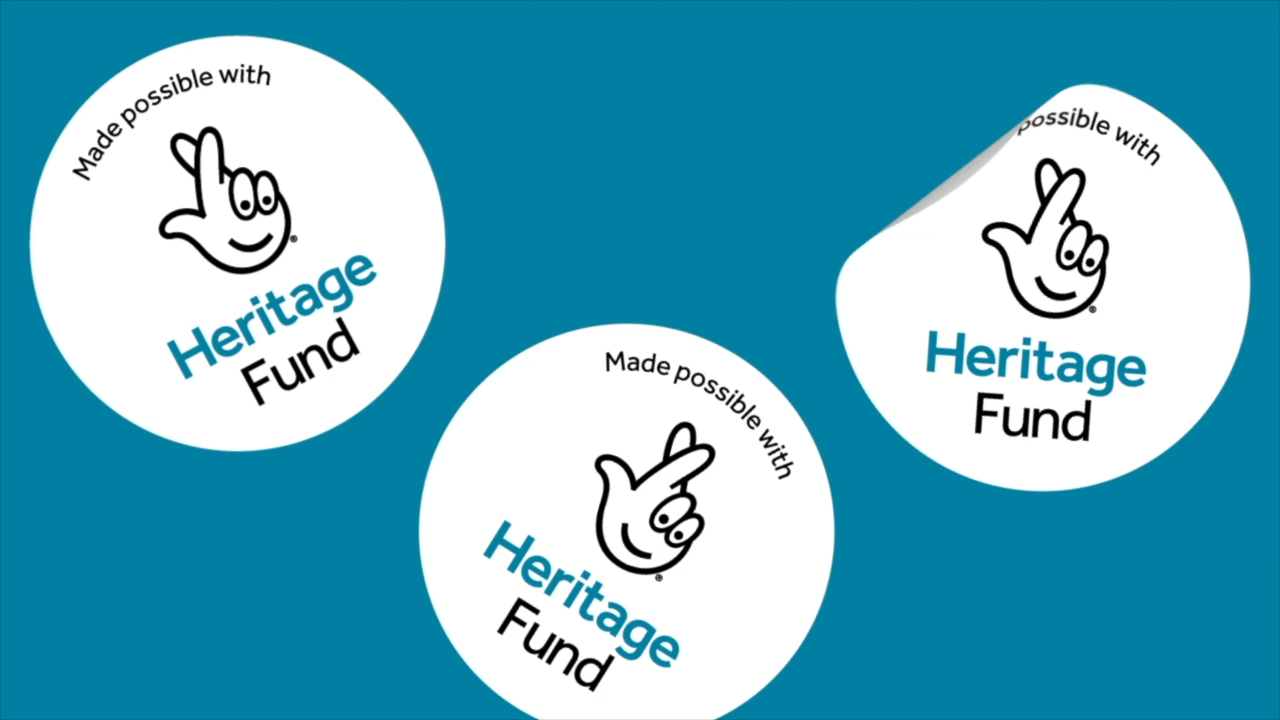 Made possible with
Heritage
Fund
possible with
Heritage
Fund
Made possible with
Heritage
Fund